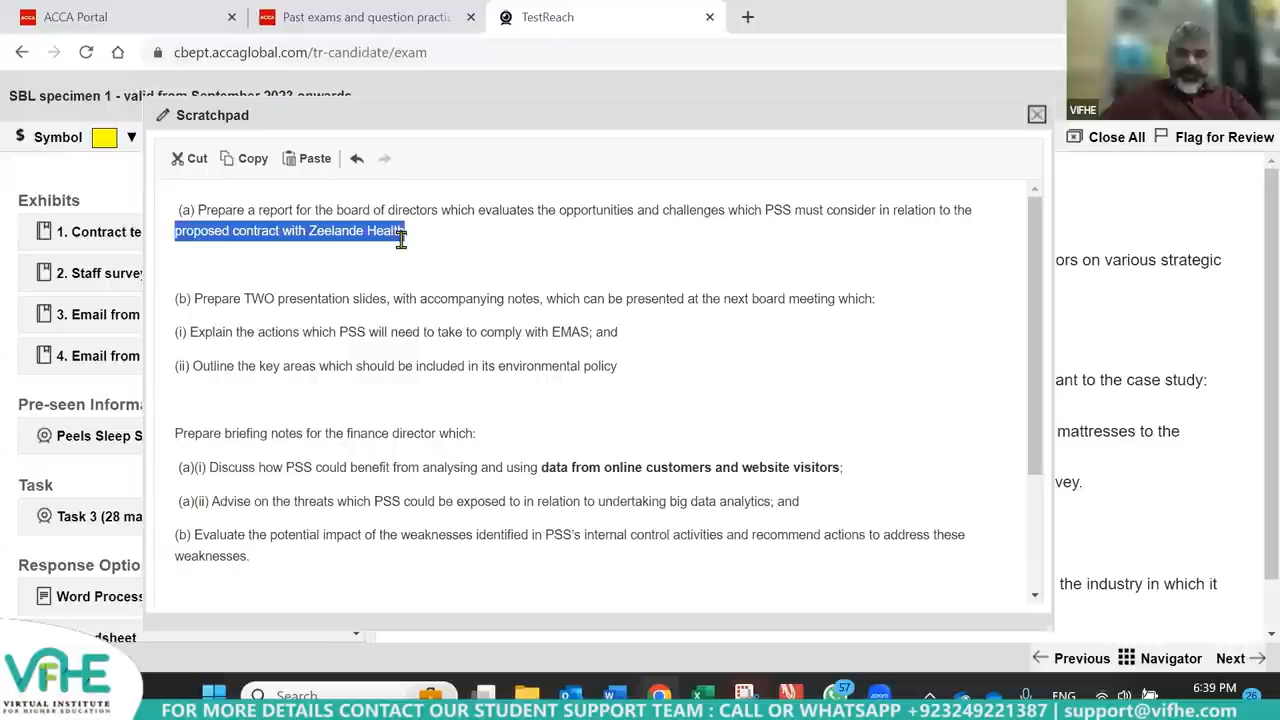 ACCA Portal
Past exams and question practi
TestReach
cbept.accaglobal.com/tr-candidate/exam
SBL specimen 1 - valid from September 2023 onwards
VIFHE
Symbol
Close All
Flag for Review
Scratchpad
Cut Copy Paste
Exhibits
1. Contract te
2. Staff surve
3. Email from
4. Email from
Pre-seen Informa
Peels Sleep S
Task
Task 3 (28 ma
Response Optio
Word Process
dsheet
(a) Prepare a report for the board of directors which evaluates the opportunities and challenges which PSS must consider in relation to the
proposed contract with Zeelande Health
(b) Prepare TWO presentation slides, with accompanying notes, which can be presented at the next board meeting which:
(i) Explain the actions which PSS will need to take to comply with EMAS; and
(ii) Outline the key areas which should be included in its environmental policy
Prepare briefing notes for the finance director which:
(a)(i) Discuss how PSS could benefit from analysing and using data from online customers and website visitors;
(a)(ii) Advise on the threats which PSS could be exposed to in relation to undertaking big data analytics; and
(b) Evaluate the potential impact of the weaknesses identified in PSS's internal control activities and recommend actions to address these
weaknesses.
ors on various strategic
ant to the case study:
mattresses to the
vey.
the industry in which it
Previous Navigator Next
Search
57
ENG
6:39 PM
26
VIFHE
VIRTUAL INSTITUTE
FOR HIGHER EDUCATION
FOR MORE DETAILS CONTACT OUR STUDENT SUPPORT TEAM : CALL OR WHATSAPP +923249221387 | support@vifhe.com